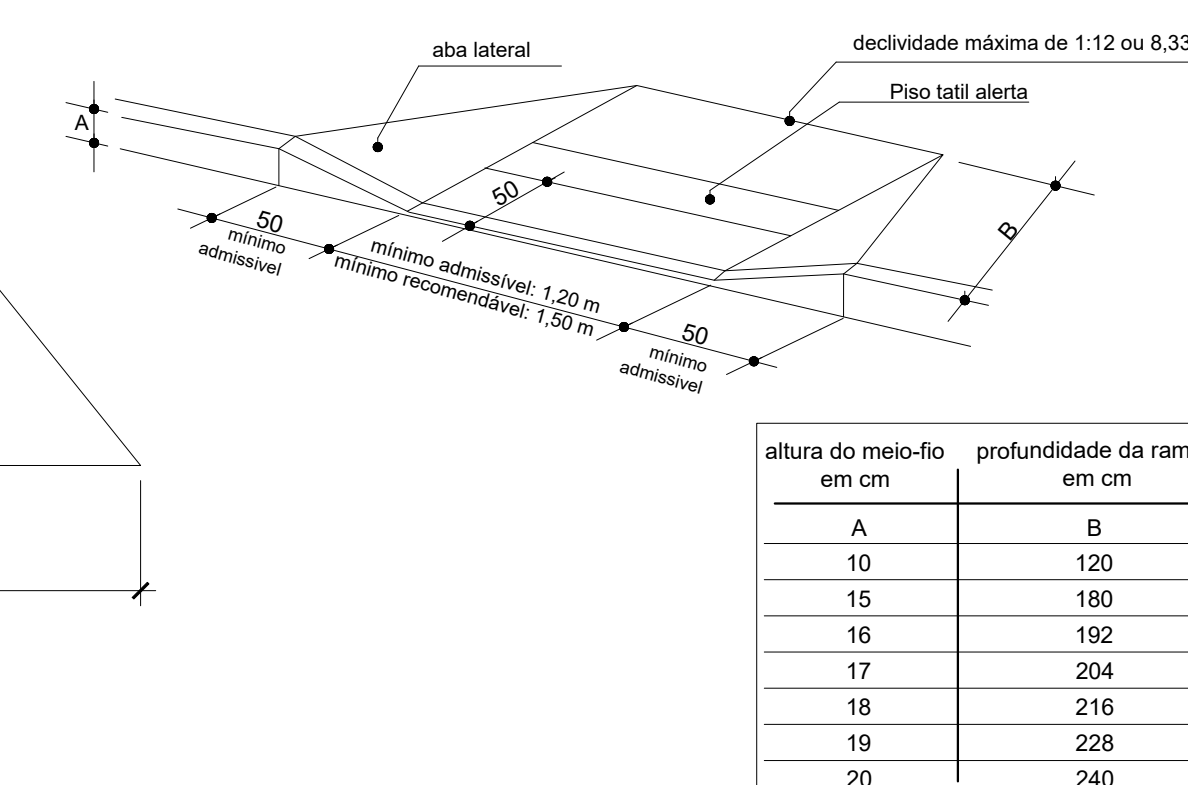 aba lateral
declividade máxima de 1:12 ou 8,33
Piso tatil alerta
A
50
50
mínimo
admissivel
mínimo admissível: 1,20 m
mínimo recomendável: 1,50 m
50
mínimo
admissivel
B
altura do meio-fio profundidade da ram
em cm em cm
A B
10 120
15 180
16 192
17 204
18 216
19 228
20 240